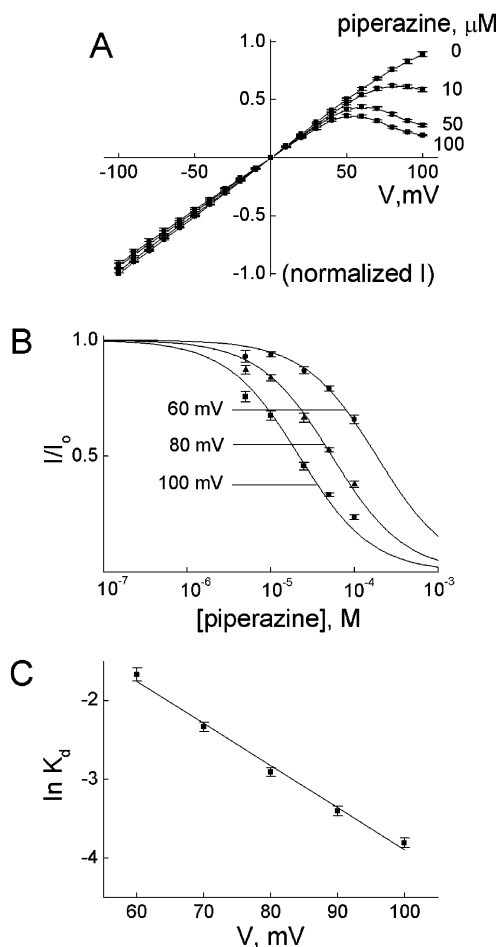 A
piperazine, μM
1.0
0
0.5
10
50
100
-100
-50
50
100
V,mV
-0.5
-1.0
(normalized I)
B
1.0
I/Io
60 mV
0.5
80 mV
100 mV
10-7
10-6
10-5
10-4
10-3
[piperazine], M
C
-2
ln Kd
-3
-4
60
70
80
90
100
V, mV